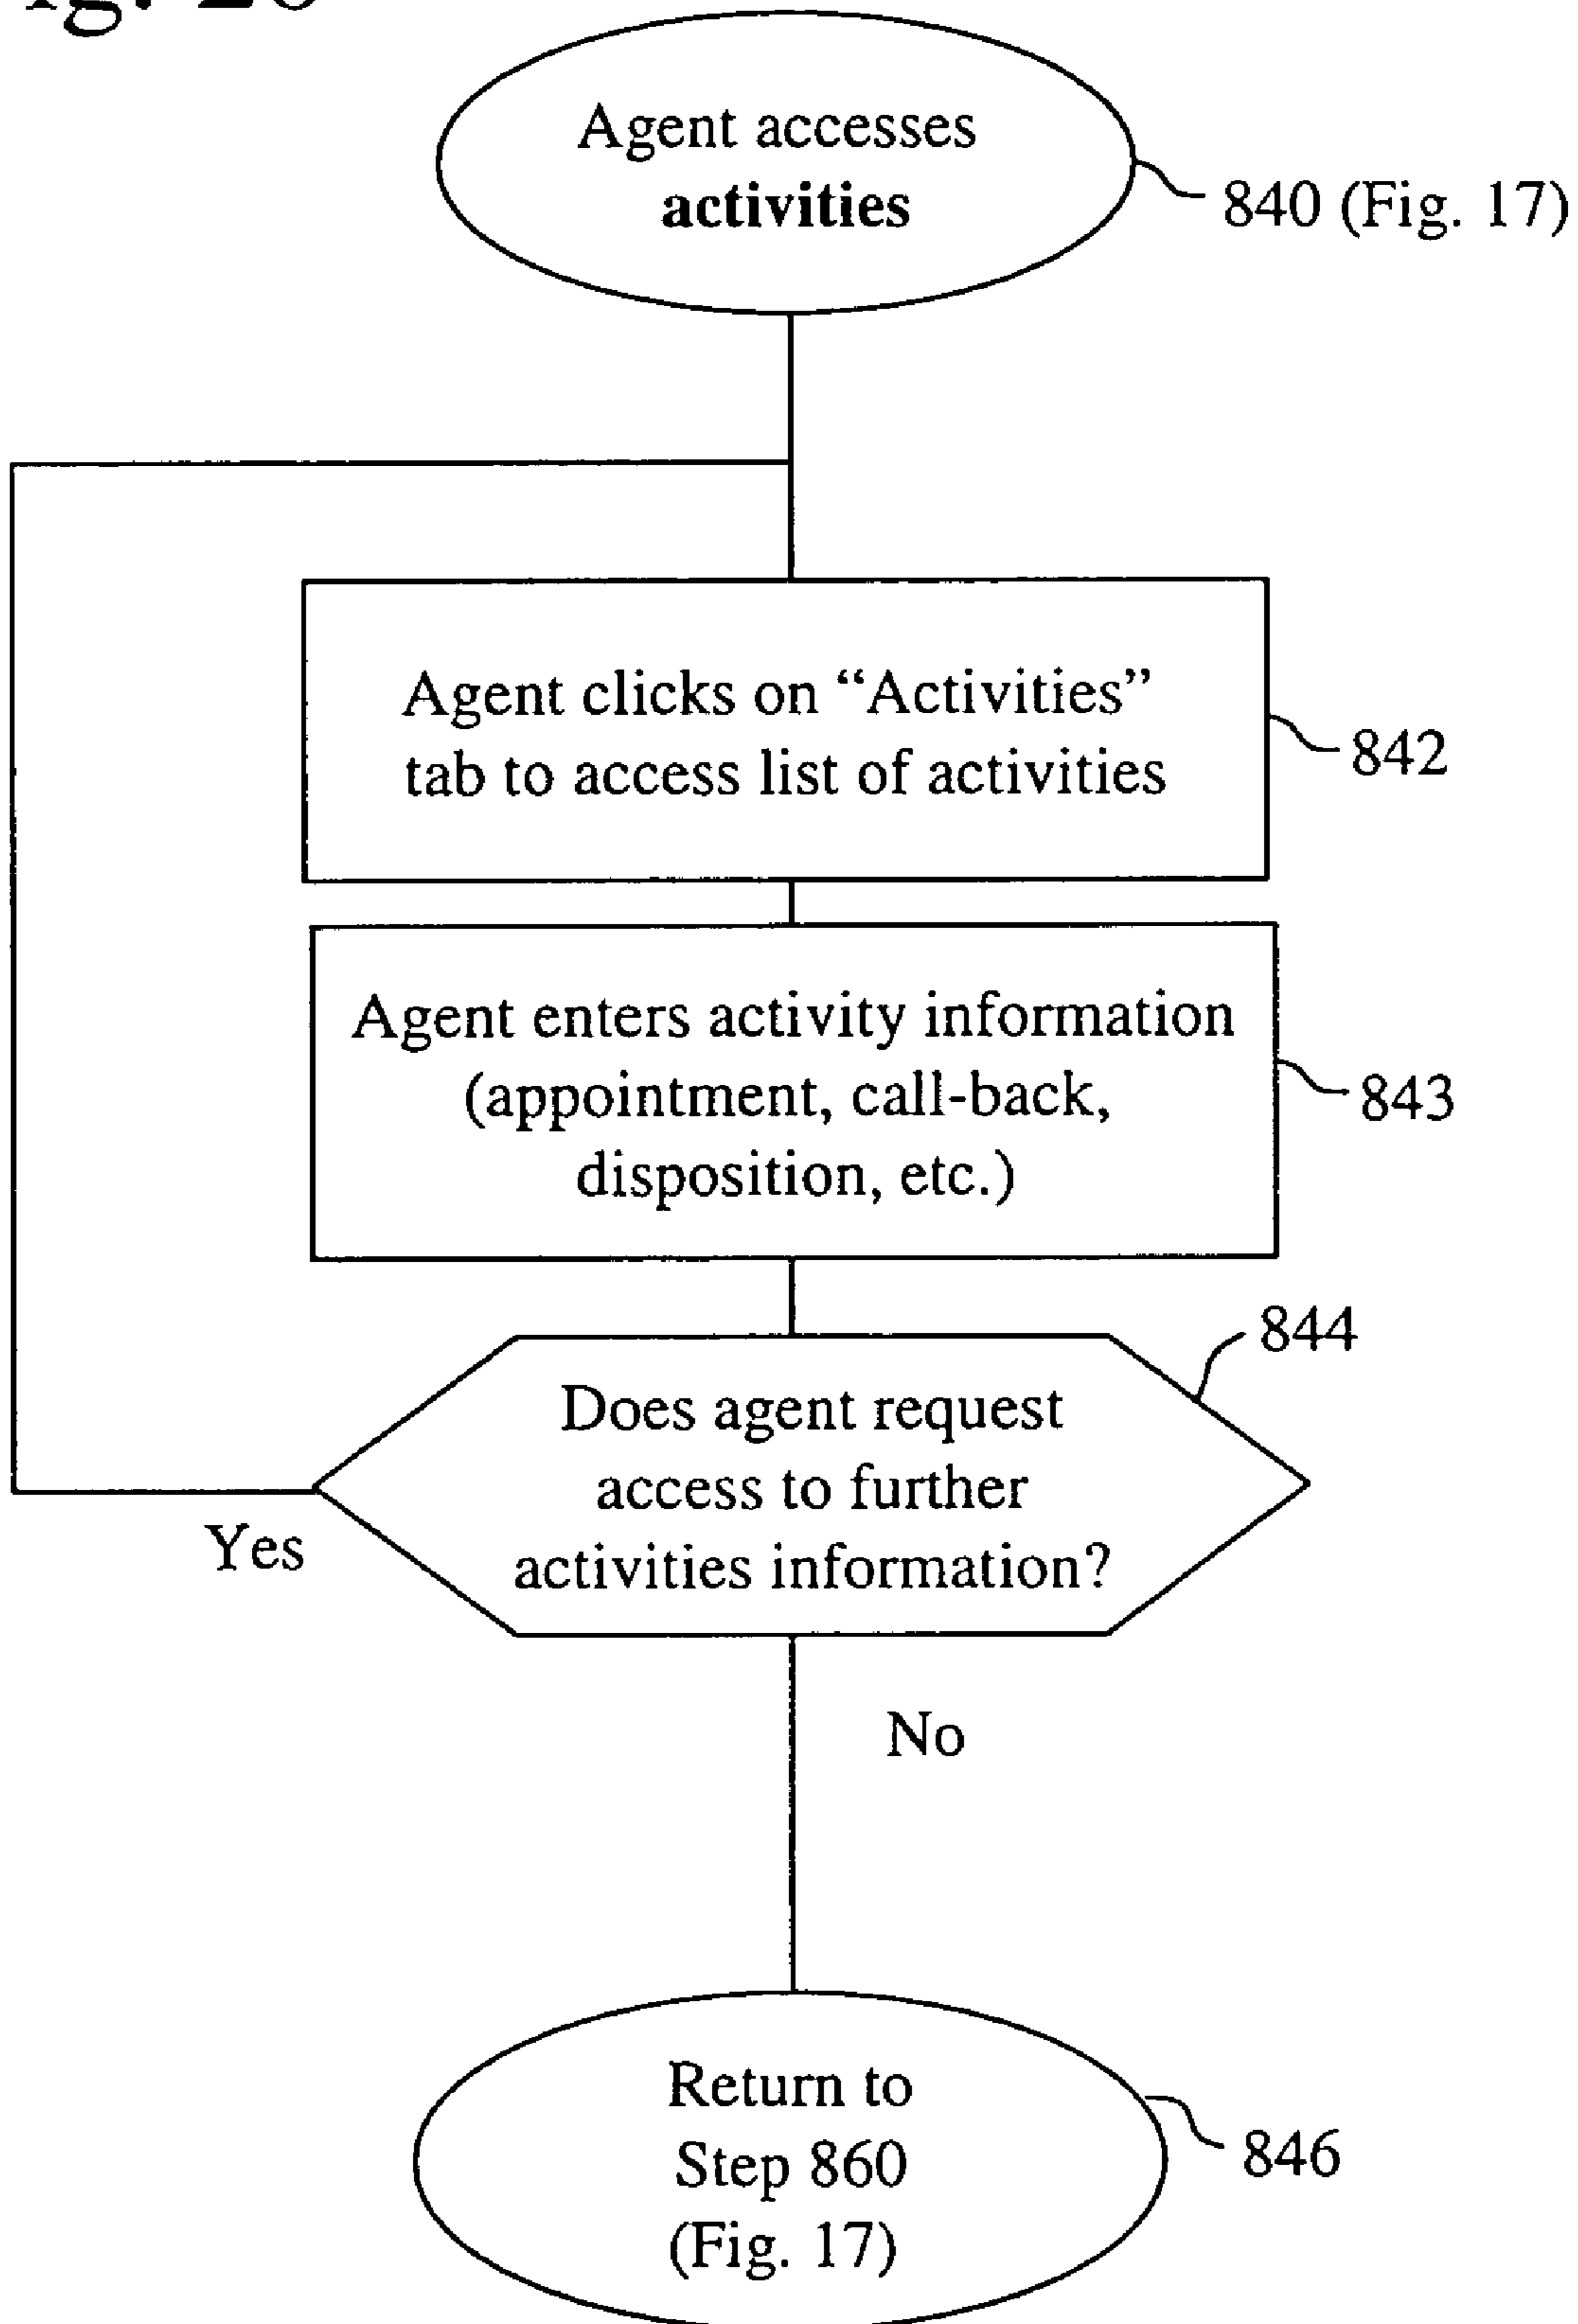 Agent accesses
activities
840 (Fig. 17)
Agent clicks on “Activities”
tab to access list of activities
842
Agent enters activity information
(appointment, call-back,
disposition, etc.)
843
844
Does agent request
access to further
activities information?
Yes
No
Return to
Step 860
(Fig. 17)
846